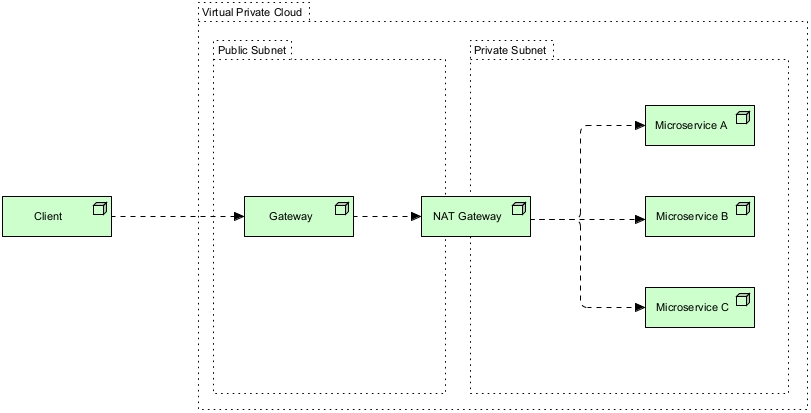 Virtual Private Cloud
Public Subnet
Private Subnet
Microservice A
Client
Gateway
NAT Gateway
Microservice B
Microservice C